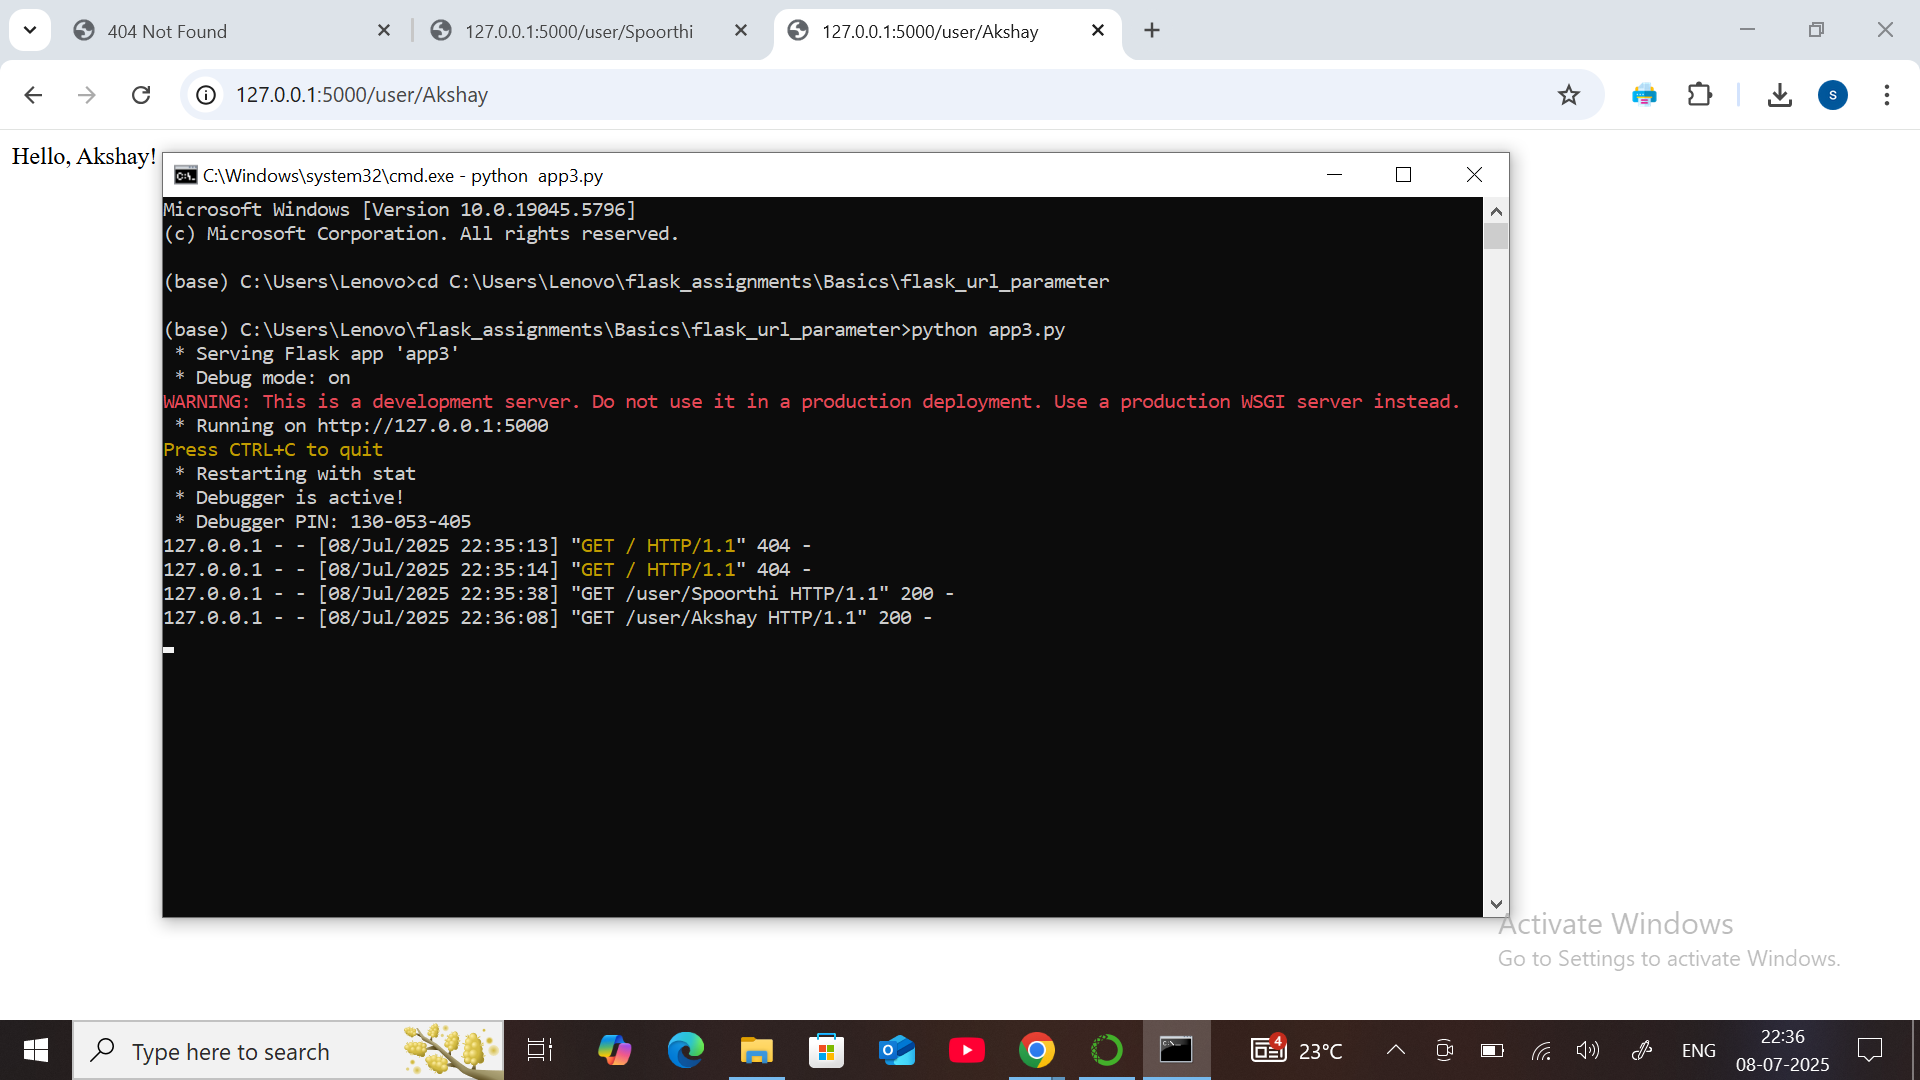 404 Not Found
127.0.0.1:5000/user/Spoorthi
127.0.0.1:5000/user/Akshay
127.0.0.1:5000/user/Akshay
S
Hello, Akshay!
C:\Windows\system32\cmd.exe - python  app3.py
Microsoft Windows [Version 10.0.19045.5796]
(c) Microsoft Corporation. All rights reserved.
(base) C:\Users\Lenovo>cd C:\Users\Lenovo\flask_assignments\Basics\flask_url_parameter
(base) C:\Users\Lenovo\flask_assignments\Basics\flask_url_parameter>python app3.py
 * Serving Flask app 'app3'
 * Debug mode: on
WARNING: This is a development server. Do not use it in a production deployment. Use a production WSGI server instead.
 * Running on http://127.0.0.1:5000
Press CTRL+C to quit
 * Restarting with stat
 * Debugger is active!
 * Debugger PIN: 130-053-405
127.0.0.1 - - [08/Jul/2025 22:35:13] "GET / HTTP/1.1" 404 -
127.0.0.1 - - [08/Jul/2025 22:35:14] "GET / HTTP/1.1" 404 -
127.0.0.1 - - [08/Jul/2025 22:35:38] "GET /user/Spoorthi HTTP/1.1" 200 -
127.0.0.1 - - [08/Jul/2025 22:36:08] "GET /user/Akshay HTTP/1.1" 200 -
Activate Windows
Go to Settings to activate Windows.
Type here to search
4
23°C
ENG
22:36
08-07-2025